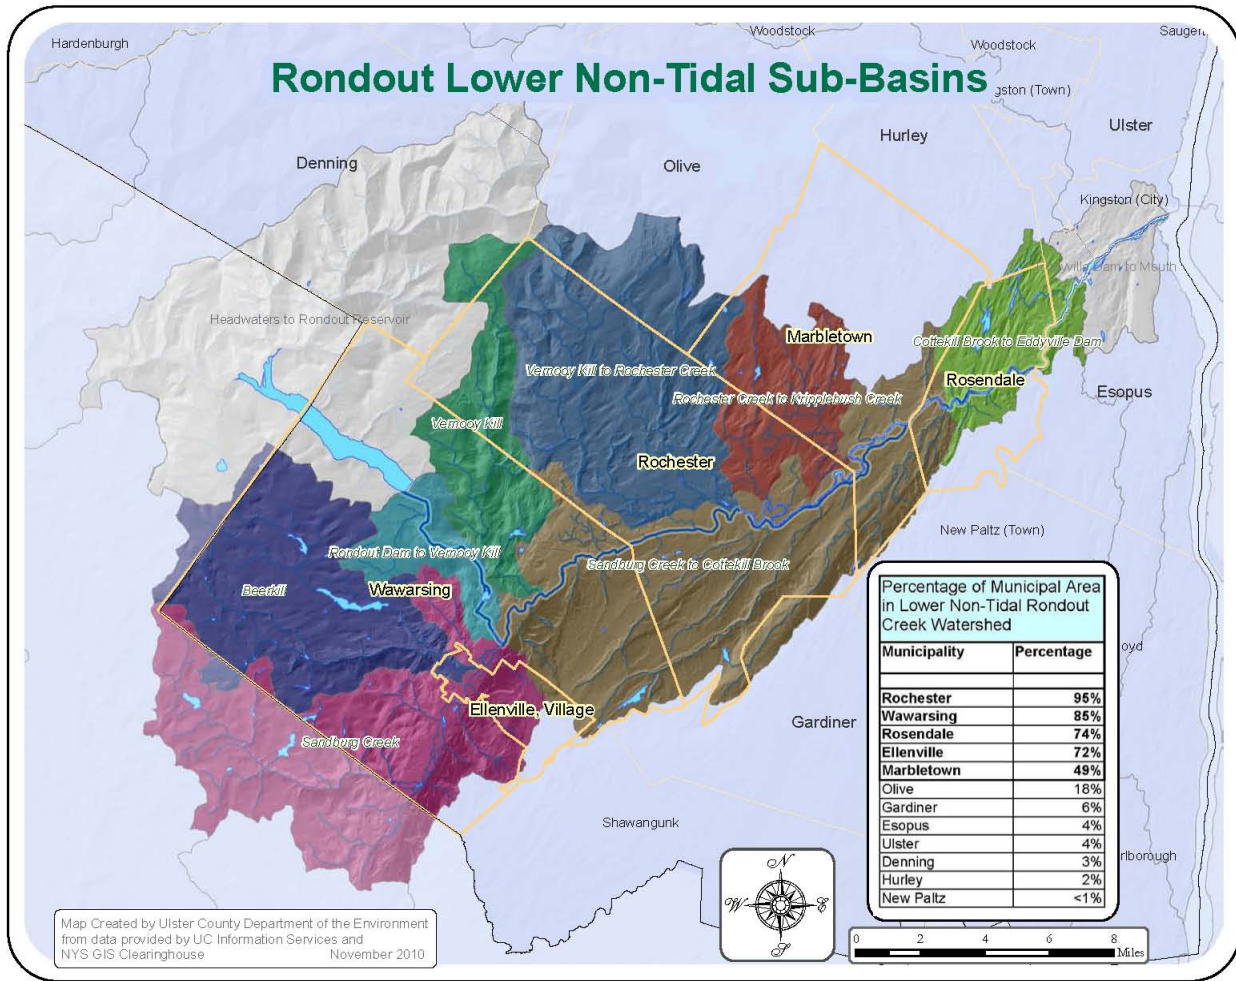 Hardenburgh
Woodstock
Woodstock
Rondout Lower Non-Tidal Sub-Basins
(Town)
Hurley
Ulster
Denning
Olive
Kingston (City)
Dam to Mouth
Headwaters to Rondout Reservoir
Marbletown
Cottekill Brook to Eddyville Dam
Vernooy Kill to Rochester Creek
Rosendale
Esopus
Rochester Creek to Kripplebush Creek
Vernooy Kill
Rochester
New Paltz (Town)
Rondout Dam to Vernooy Kill
Sandburg Creek to Cottekill Brook
Beerkill
Wawarsing
Ellenville, Village
Gardiner
Sandburg Creek
Shawangunk
Percentage of Municipal Area
in Lower Non-Tidal Rondout
Creek Watershed
Municipality Percentage
Rochester 95%
Wawarsing 85%
Rosendale 74%
Ellenville 72%
Marbletown 49%
Olive 18%
Gardiner 6%
Esopus 4%
Ulster 4%
Denning 3%
Hurley 2%
New Paltz <1%
N
W E
S
0 2 4 6 8
Miles
Map Created by Ulster County Department of the Environment
from data provided by UC Information Services and
NYS GIS Clearinghouse November 2010